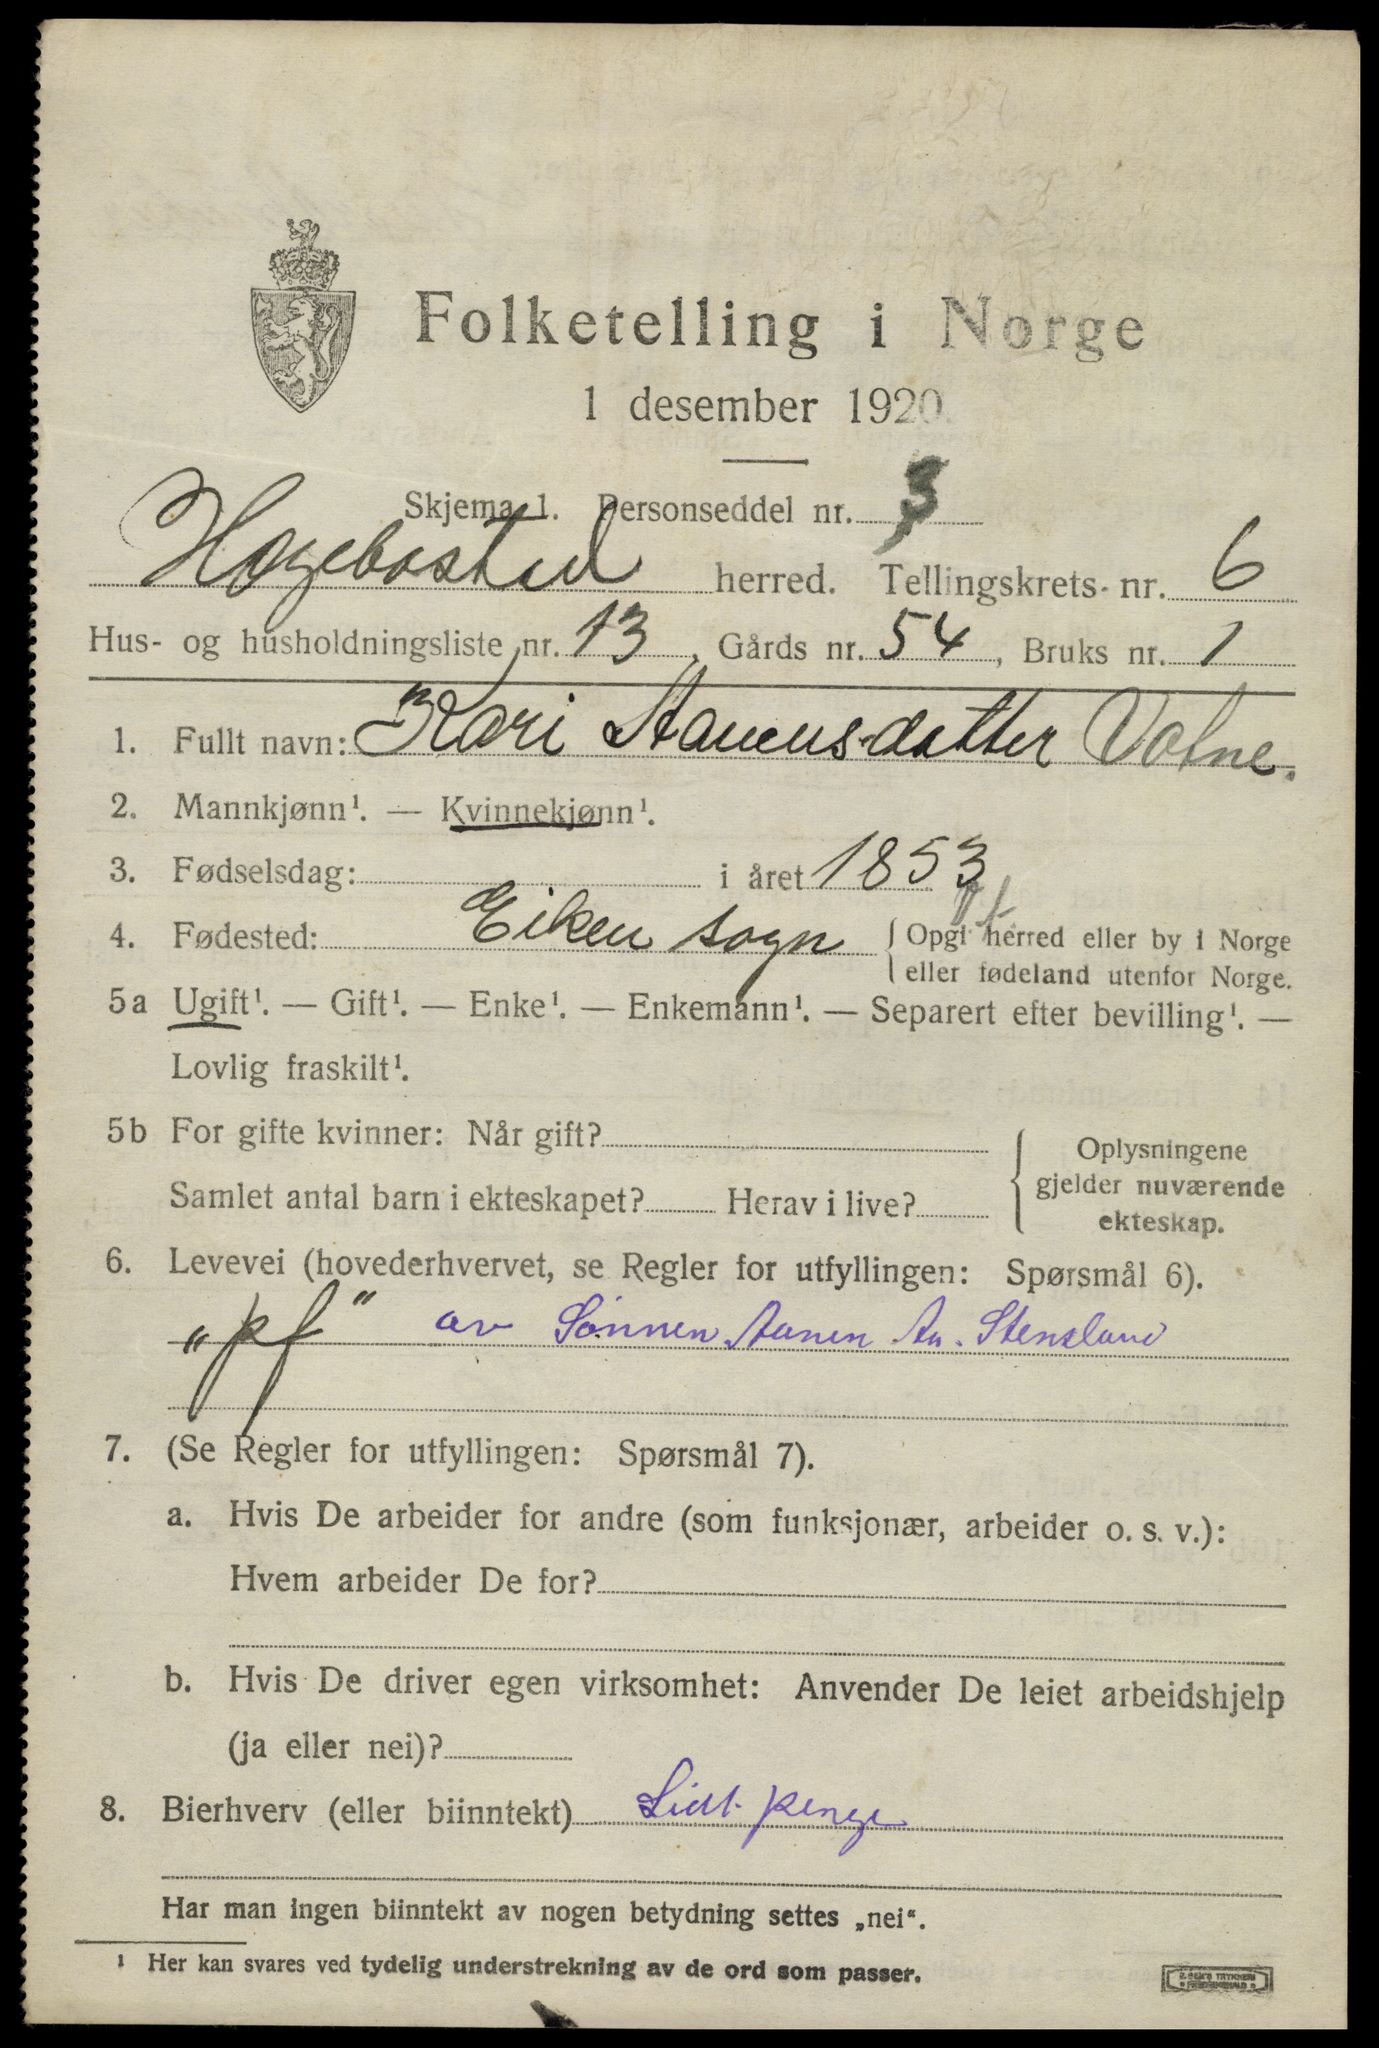 Folketelling i Norge
1 desember 1920.
Skjema 1. Personseddel nr. 3
Hægebostad herred. Tellingskrets nr. 6
Hus- og husholdningsliste nr. 13, Gårds nr. 54, Bruks nr. 1
1. Fullt navn: Kari Stauensdatter Votne.
2. Mannkjønn¹. — Kvinnekjønn¹.
3. Fødselsdag: i året 1853
4. Fødested: Eiken sogn { Opgi herred eller by i Norge
eller fødeland utenfor Norge.
5a Ugift¹. — Gift¹. — Enke¹. — Enkemann¹. — Separert efter bevilling¹. —
Lovlig fraskilt¹.
5b For gifte kvinner: Når gift?
Samlet antal barn i ekteskapet? Herav i live?
{ Oplysningene
gjelder nuværende
ekteskap.
6. Levevei (hovederhvervet, se Regler for utfyllingen: Spørsmål 6).
„pf" av Sønnen Aanen An. Stensland
7. (Se Regler for utfyllingen: Spørsmål 7).
a. Hvis De arbeider for andre (som funksjonær, arbeider o. s. v.):
Hvem arbeider De for?
b. Hvis De driver egen virksomhet: Anvender De leiet arbeidshjelp
(ja eller nei)?
8. Bierhverv (eller biinntekt) Lidt penge
Har man ingen biinntekt av nogen betydning settes „nei“.
¹ Her kan svares ved tydelig understrekning av de ord som passer.